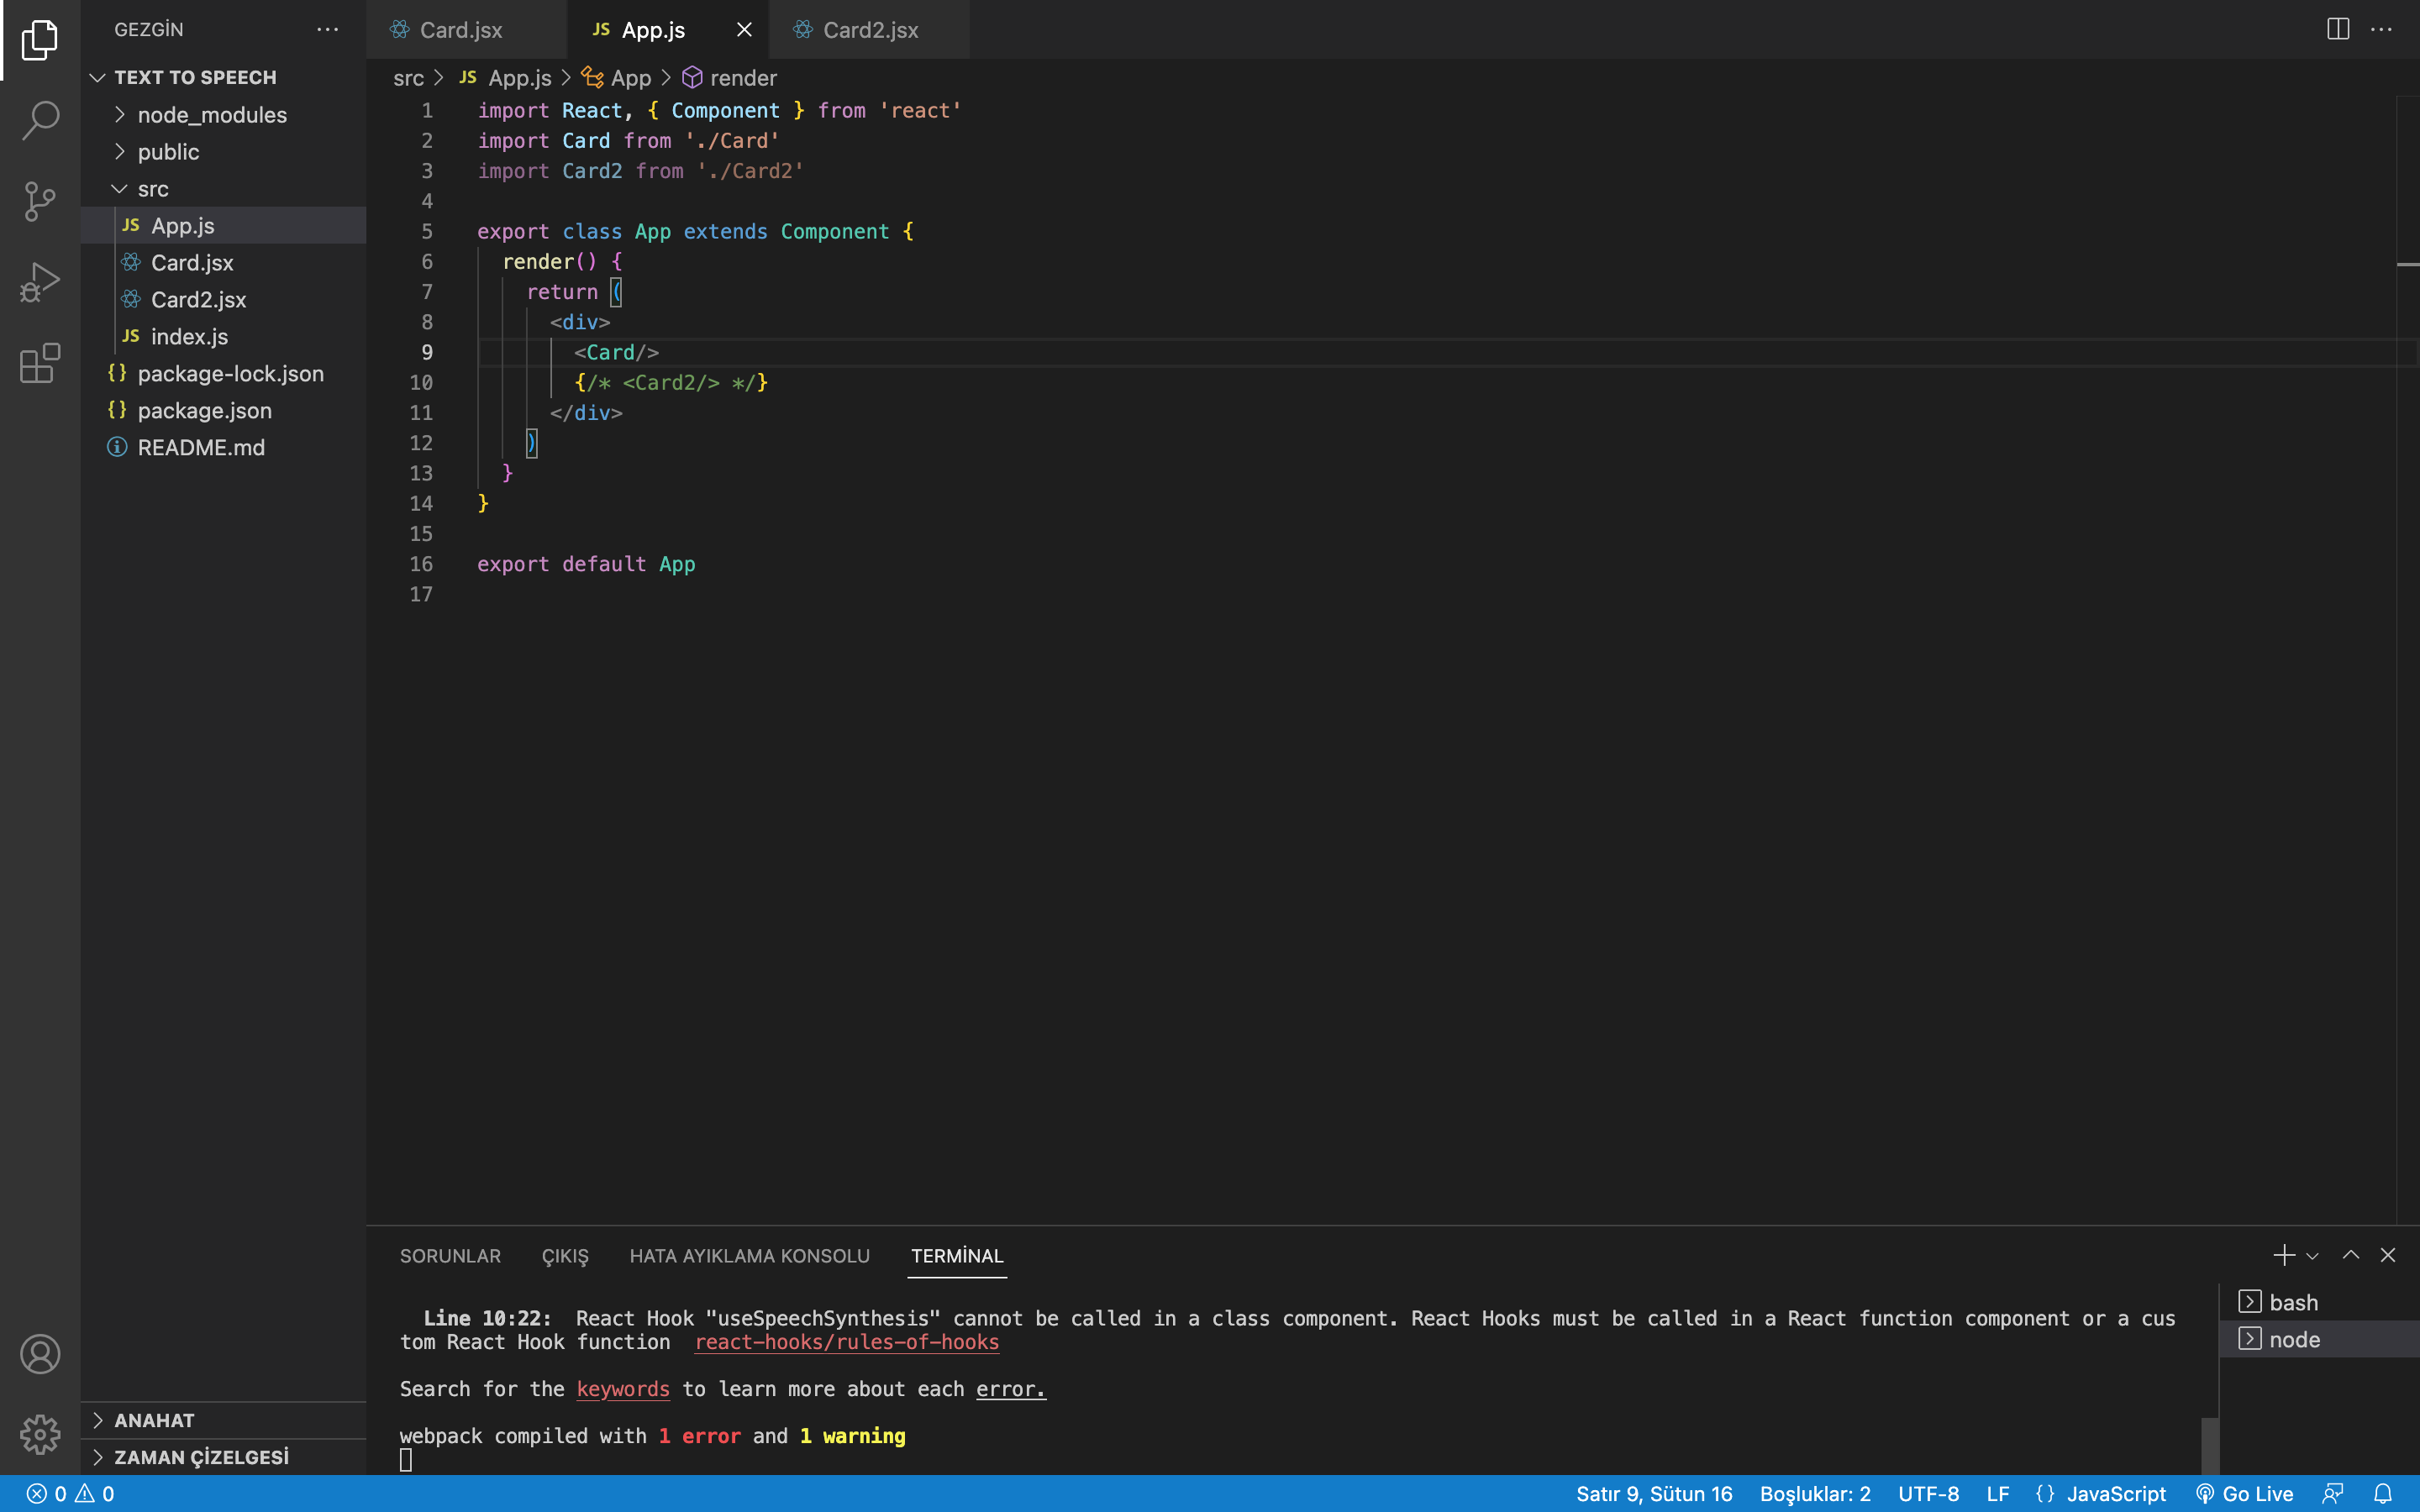 GEZGİN
TEXT TO SPEECH
node_modules
public
src
JS App.js
Card.jsx
Card2.jsx
JS index.js
{} package-lock.json
{} package.json
README.md
ANAHAT
ZAMAN ÇİZELGESİ
Card.jsx
JS App.js
Card2.jsx
src > JS App.js > App > render
1 import React, { Component } from 'react'
2 import Card from './Card'
3 import Card2 from './Card2'
4
5 export class App extends Component {
6 render() {
7 return (
8 <div>
9 <Card/>
10 {/* <Card2/> */}
11 </div>
12 )
13 }
14 }
15
16 export default App
17
SORUNLAR ÇIKIŞ HATA AYIKLAMA KONSOLU TERMİNAL
Line 10:22: React Hook "useSpeechSynthesis" cannot be called in a class component. React Hooks must be called in a React function component or a cus
tom React Hook function react-hooks/rules-of-hooks
Search for the keywords to learn more about each error.
webpack compiled with 1 error and 1 warning
bash
node
0 0
Satır 9, Sütun 16 Boşluklar: 2 UTF-8 LF {} JavaScript Go Live